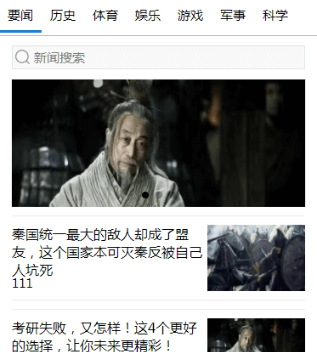 要闻 历史 体育 娱乐 游戏 军事 科学
新闻搜索
秦国统一最大的敌人却成了盟
友，这个国家本可灭秦反被自己
人坑死
111
考研失败，又怎样！这4个更好
的选择，让你未来更精彩！